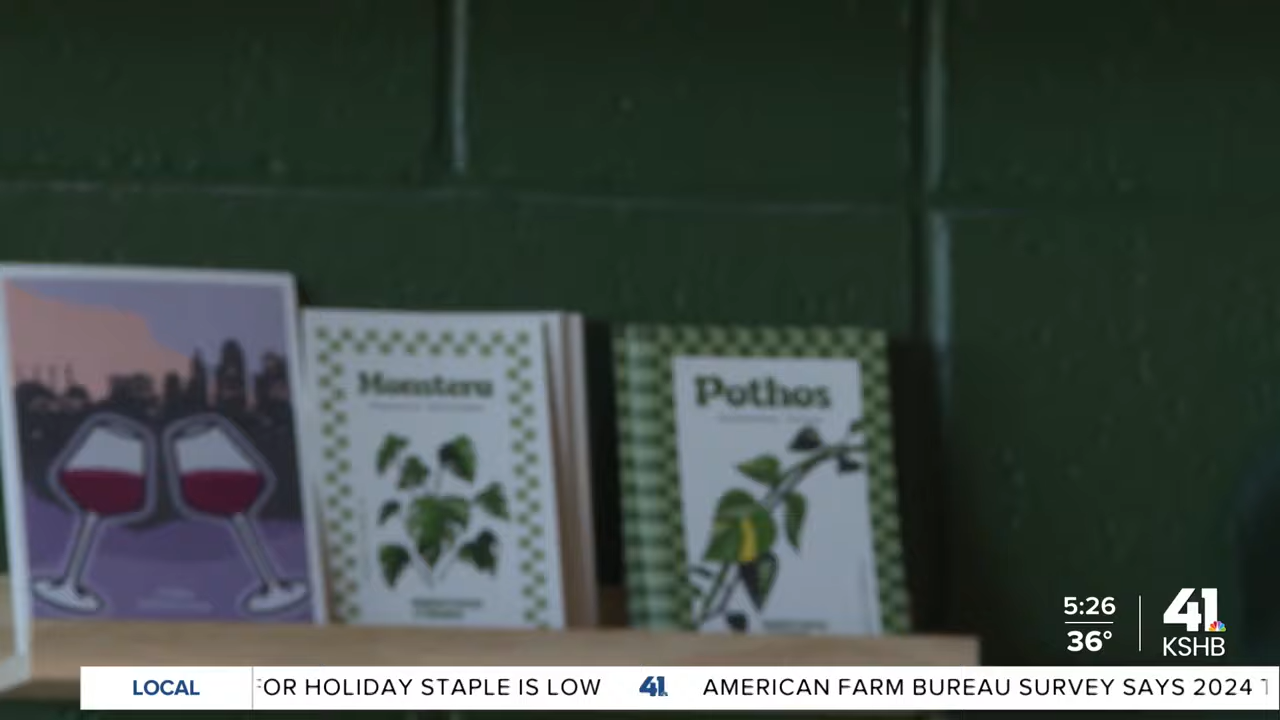 Monstera
Pothos
5:26
36°
41
KSHB
LOCAL
OR HOLIDAY STAPLE IS LOW
41
AMERICAN FARM BUREAU SURVEY SAYS 2024